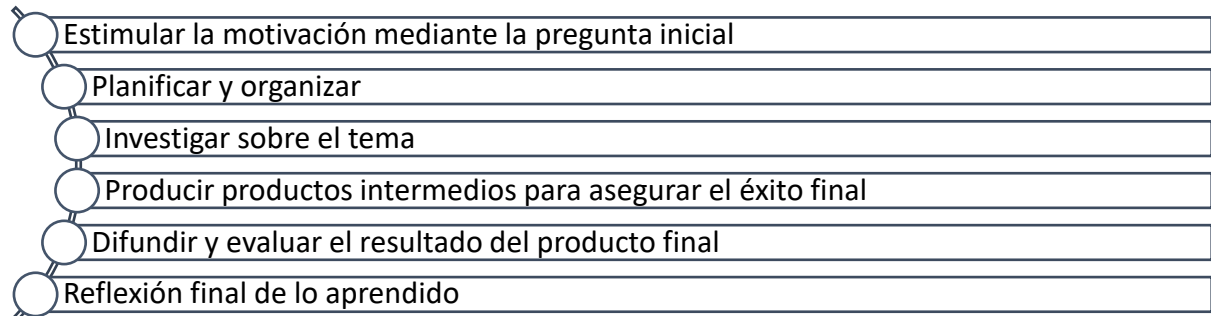 Estimular la motivación mediante la pregunta inicial
Planificar y organizar
Investigar sobre el tema
Producir productos intermedios para asegurar el éxito final
Difundir y evaluar el resultado del producto final
Reflexión final de lo aprendido